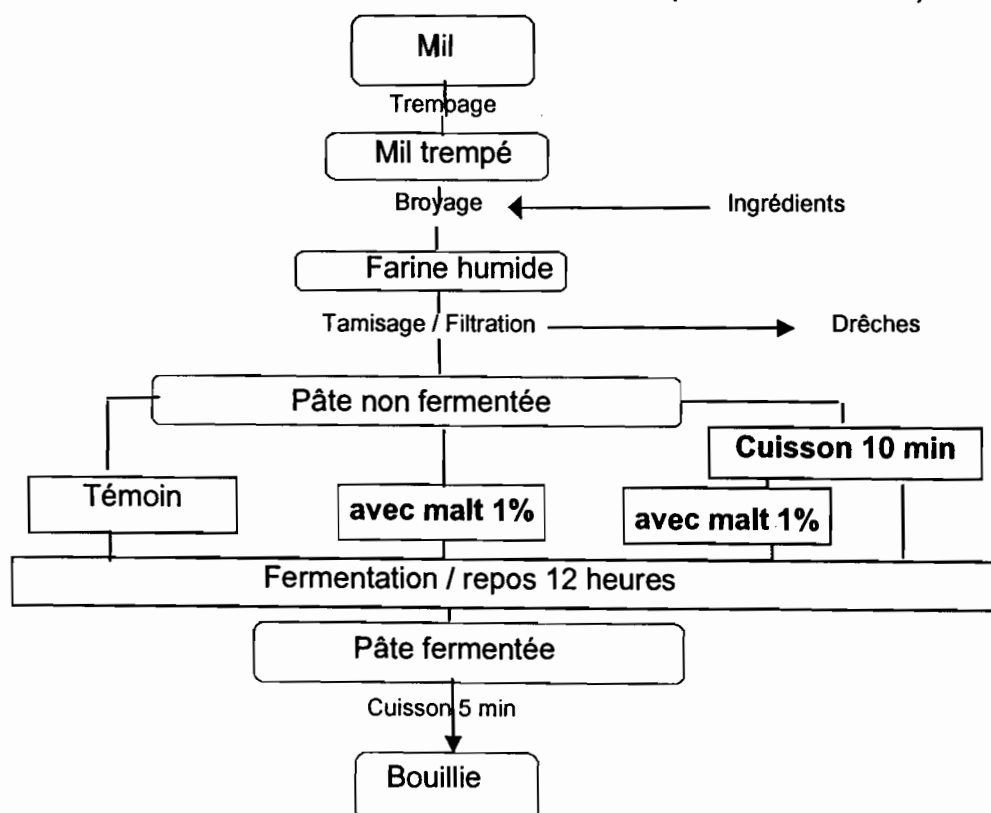 Mil
Trempage
Mil trempé
Broyage
Ingrédients
Farine humide
Tamisage / Filtration
Drêches
Pâte non fermentée
Cuisson 10 min
Témoin
avec malt 1%
avec malt 1%
Fermentation / repos 12 heures
Pâte fermentée
Cuisson 5 min
Bouillie